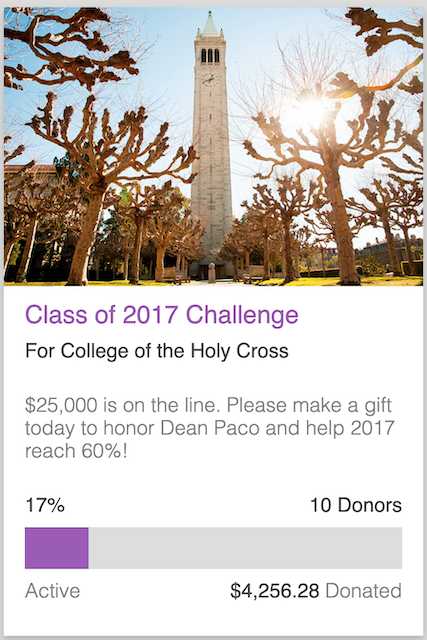 Class of 2017 Challenge
For College of the Holy Cross
$25,000 is on the line. Please make a gift
today to honor Dean Paco and help 2017
reach 60%!
17% 10 Donors
Active $4,256.28 Donated